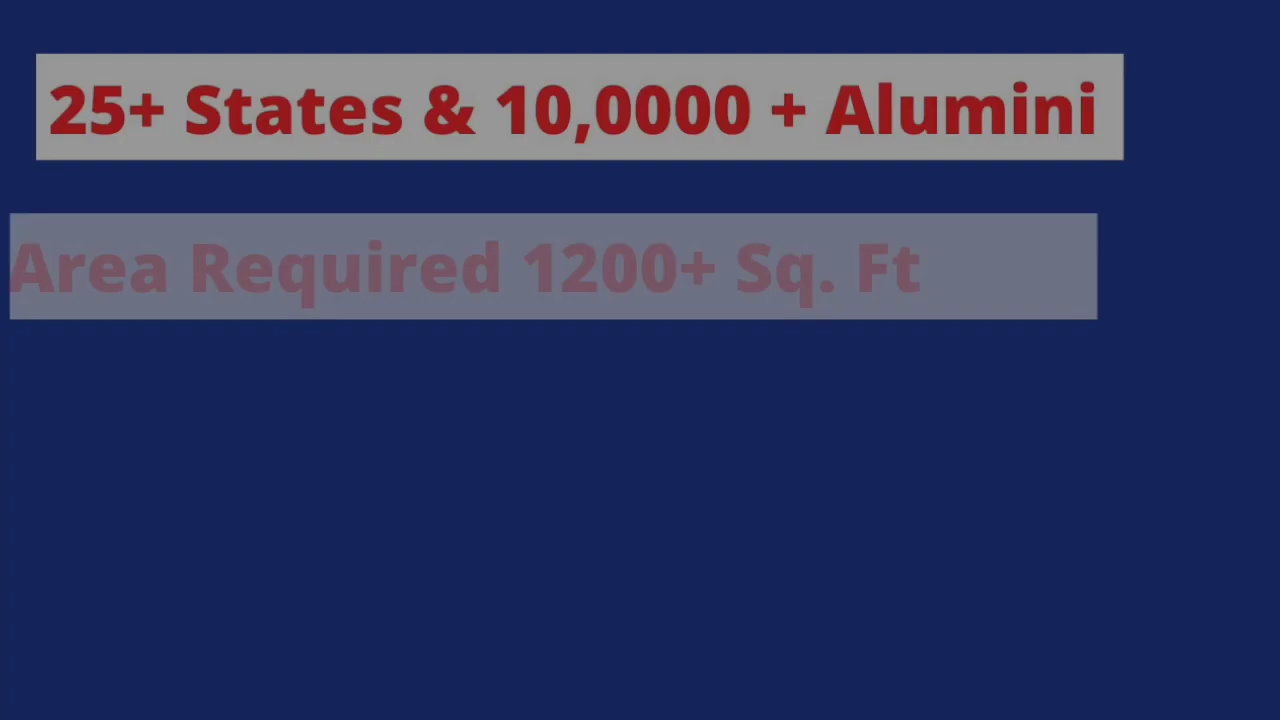 25+ States & 10,0000 + Alumini
Area Required 1200+ Sq. Ft